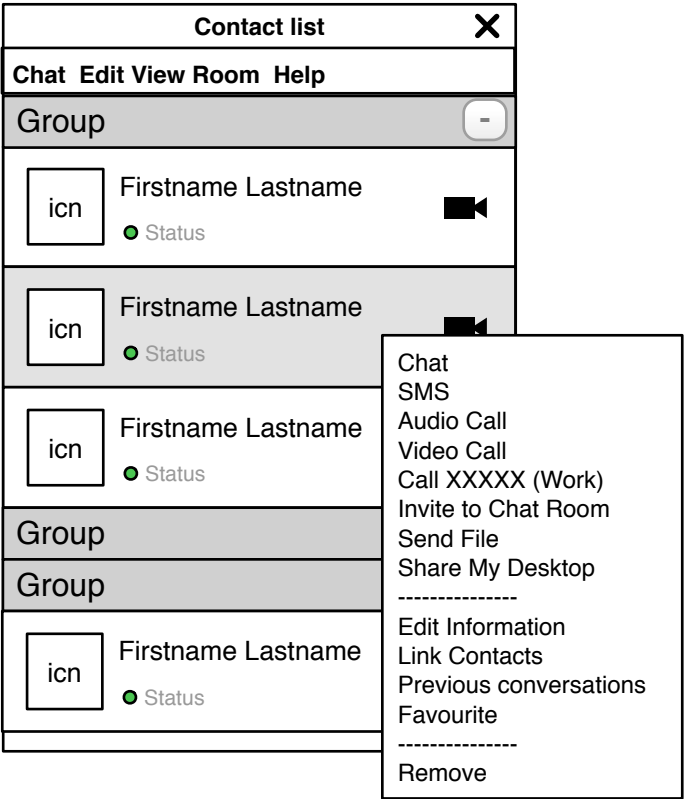 Contact list
Chat Edit View Room Help
Group
-
icn
Firstname Lastname
Status
icn
Firstname Lastname
Status
icn
Firstname Lastname
Status
Group
Group
icn
Firstname Lastname
Status
Chat
SMS
Audio Call
Video Call
Call XXXXX (Work)
Invite to Chat Room
Send File
Share My Desktop
---------------
Edit Information
Link Contacts
Previous conversations
Favourite
---------------
Remove